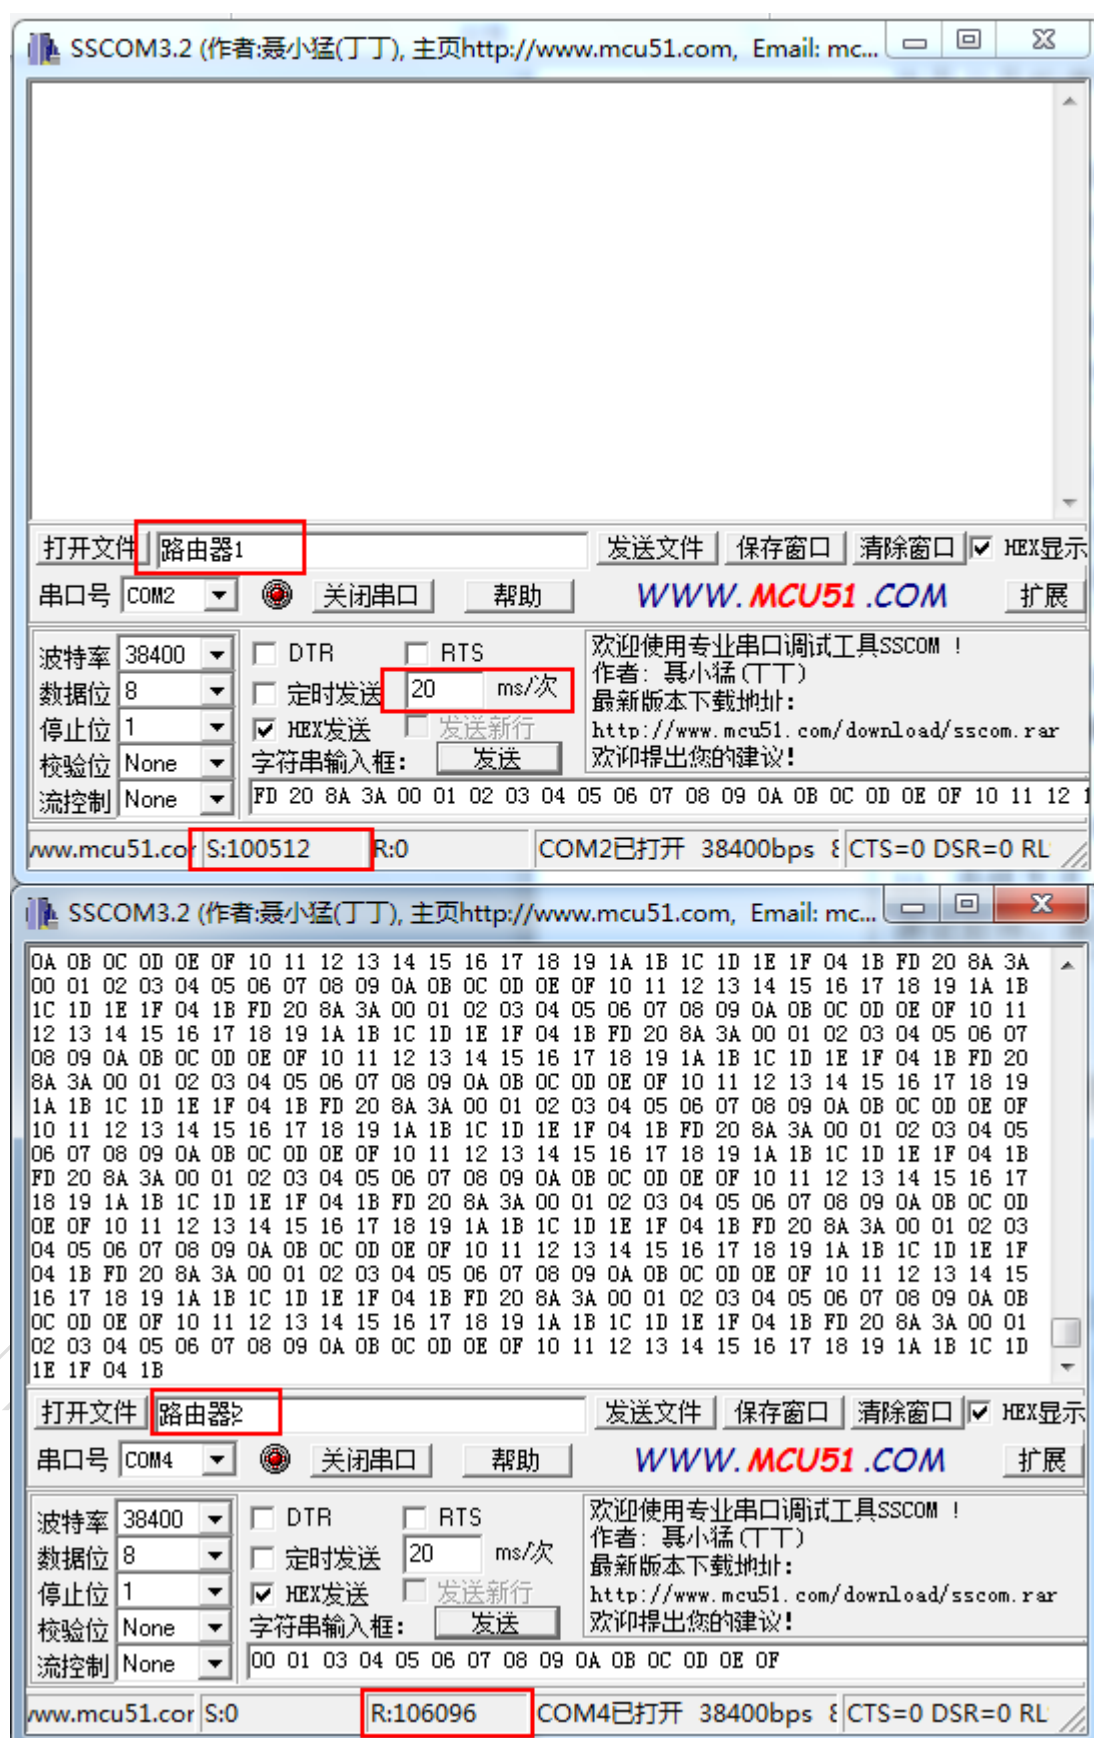 SSCOM3.2 (作者:聂小猛(丁丁), 主页http://www.mcu51.com, Email: mc...
打开文件 路由器1 发送文件 保存窗口 清除窗口 HEX显示
串口号 COM2 关闭串口 帮助 WWW.MCU51.COM 扩展
波特率 38400 DTR RTS
数据位 8 定时发送 20 ms/次
停止位 1 HEX发送 发送新行
校验位 None 字符串输入框: 发送
流控制 None FD 20 8A 3A 00 01 02 03 04 05 06 07 08 09 0A 0B 0C 0D 0E 0F 10 11 12
欢迎使用专业串口调试工具SSCOM !
作者: 聂小猛(丁丁)
最新版本下载地址:
http://www.mcu51.com/download/sscom.rar
欢迎提出您的建议!
www.mcu51.cor S:100512 R:0 COM2已打开 38400bps CTS=0 DSR=0 RL
SSCOM3.2 (作者:聂小猛(丁丁), 主页http://www.mcu51.com, Email: mc...
0A 0B 0C 0D 0E 0F 10 11 12 13 14 15 16 17 18 19 1A 1B 1C 1D 1E 1F 04 1B FD 20 8A 3A
00 01 02 03 04 05 06 07 08 09 0A 0B 0C 0D 0E 0F 10 11 12 13 14 15 16 17 18 19 1A 1B
1C 1D 1E 1F 04 1B FD 20 8A 3A 00 01 02 03 04 05 06 07 08 09 0A 0B 0C 0D 0E 0F 10 11
12 13 14 15 16 17 18 19 1A 1B 1C 1D 1E 1F 04 1B FD 20 8A 3A 00 01 02 03 04 05 06 07
08 09 0A 0B 0C 0D 0E 0F 10 11 12 13 14 15 16 17 18 19 1A 1B 1C 1D 1E 1F 04 1B FD 20
8A 3A 00 01 02 03 04 05 06 07 08 09 0A 0B 0C 0D 0E 0F 10 11 12 13 14 15 16 17 18 19
1A 1B 1C 1D 1E 1F 04 1B FD 20 8A 3A 00 01 02 03 04 05 06 07 08 09 0A 0B 0C 0D 0E 0F
10 11 12 13 14 15 16 17 18 19 1A 1B 1C 1D 1E 1F 04 1B FD 20 8A 3A 00 01 02 03 04 05
06 07 08 09 0A 0B 0C 0D 0E 0F 10 11 12 13 14 15 16 17 18 19 1A 1B 1C 1D 1E 1F 04 1B
FD 20 8A 3A 00 01 02 03 04 05 06 07 08 09 0A 0B 0C 0D 0E 0F 10 11 12 13 14 15 16 17
18 19 1A 1B 1C 1D 1E 1F 04 1B FD 20 8A 3A 00 01 02 03 04 05 06 07 08 09 0A 0B 0C 0D
0E 0F 10 11 12 13 14 15 16 17 18 19 1A 1B 1C 1D 1E 1F 04 1B FD 20 8A 3A 00 01 02 03
04 05 06 07 08 09 0A 0B 0C 0D 0E 0F 10 11 12 13 14 15 16 17 18 19 1A 1B 1C 1D 1E 1F
04 1B FD 20 8A 3A 00 01 02 03 04 05 06 07 08 09 0A 0B 0C 0D 0E 0F 10 11 12 13 14 15
16 17 18 19 1A 1B 1C 1D 1E 1F 04 1B FD 20 8A 3A 00 01 02 03 04 05 06 07 08 09 0A 0B
0C 0D 0E 0F 10 11 12 13 14 15 16 17 18 19 1A 1B 1C 1D 1E 1F 04 1B FD 20 8A 3A 00 01
02 03 04 05 06 07 08 09 0A 0B 0C 0D 0E 0F 10 11 12 13 14 15 16 17 18 19 1A 1B 1C 1D
1E 1F 04 1B
打开文件 路由器2 发送文件 保存窗口 清除窗口 HEX显示
串口号 COM4 关闭串口 帮助 WWW.MCU51.COM 扩展
波特率 38400 DTR RTS
数据位 8 定时发送 20 ms/次
停止位 1 HEX发送 发送新行
校验位 None 字符串输入框: 发送
流控制 None 00 01 03 04 05 06 07 08 09 0A 0B 0C 0D 0E 0F
欢迎使用专业串口调试工具SSCOM !
作者: 聂小猛(丁丁)
最新版本下载地址:
http://www.mcu51.com/download/sscom.rar
欢迎提出您的建议!
www.mcu51.cor S:0 R:106096 COM4已打开 38400bps CTS=0 DSR=0 RL